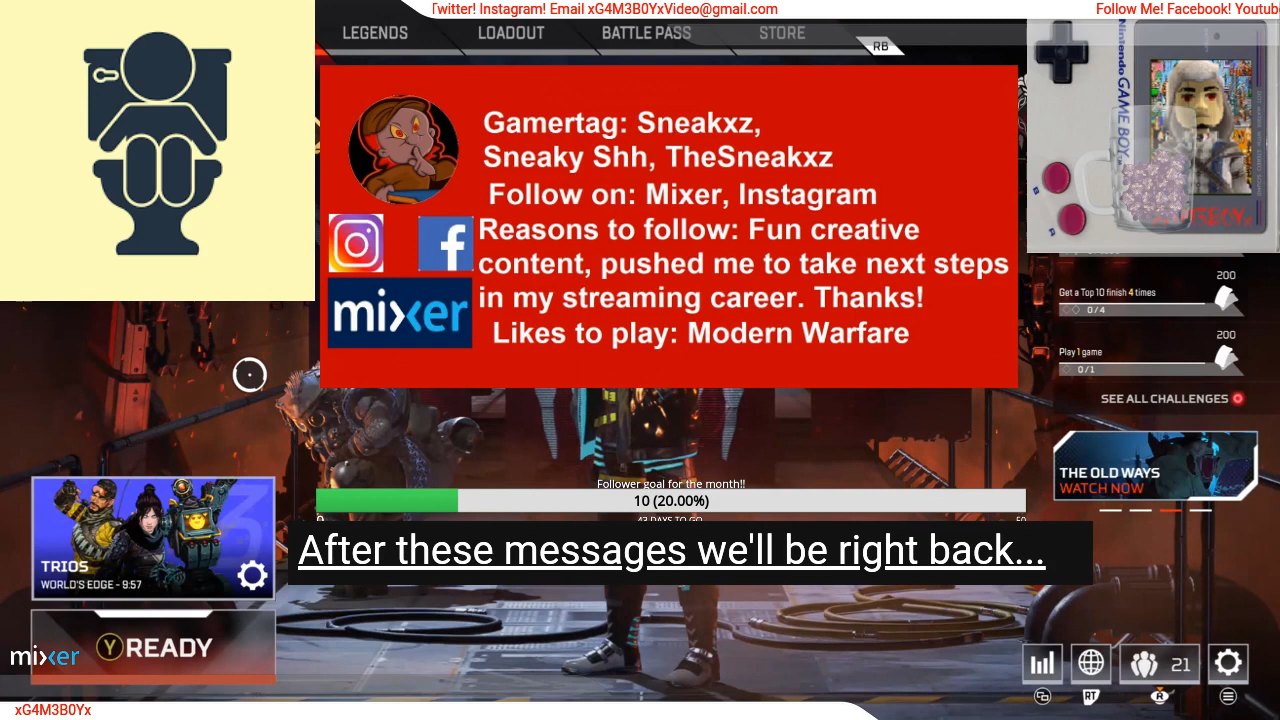 Twitter! Instagram! Email xG4M3B0YxVideo@gmail.com
Follow Me! Facebook! Youtub
LEGENDS
LOADOUT
BATTLE PASS
STORE
RB
Nintendo GAME BOY
Gamertag: Sneakxz,
Sneaky Shh, TheSneakxz
Follow on: Mixer, Instagram
Reasons to follow: Fun creative
content, pushed me to take next steps
in my streaming career. Thanks!
Likes to play: Modern Warfare
mixer
200
Get a Top 10 finish 4 times
0/4
200
Play 1 game
0/1
SEE ALL CHALLENGES
THE OLD WAYS
WATCH NOW
Follower goal for the month!!
10 (20.00%)
0
43 DAYS TO GO
50
After these messages we'll be right back...
TRIOS
WORLD'S EDGE - 9:57
Y READY
mixer
21
RT
R
xG4M3B0Yx